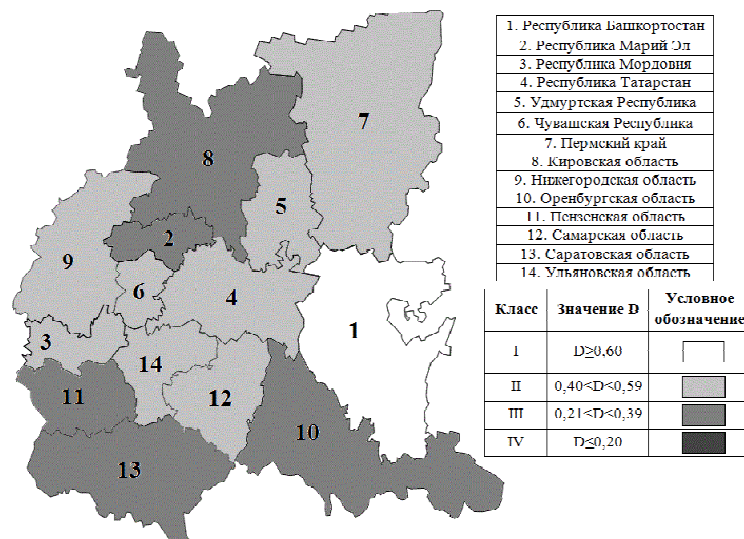 1. Республика Башкортостан
2. Республика Марий Эл
3. Республика Мордовия
4. Республика Татарстан
5. Удмуртская Республика
6. Чувашская Республика
7. Пермский край
8. Кировская область
9. Нижегородская область
10. Оренбургская область
11. Пензенская область
12. Самарская область
13. Саратовская область
14. Ульяновская область
Класс Значение D Условное обозначение
I D≥0,60
II 0,40<D<0,59
III 0,21<D<0,39
IV D≤0,20
7
8
5
2
9
6
4
3
1
14
11
12
10
13